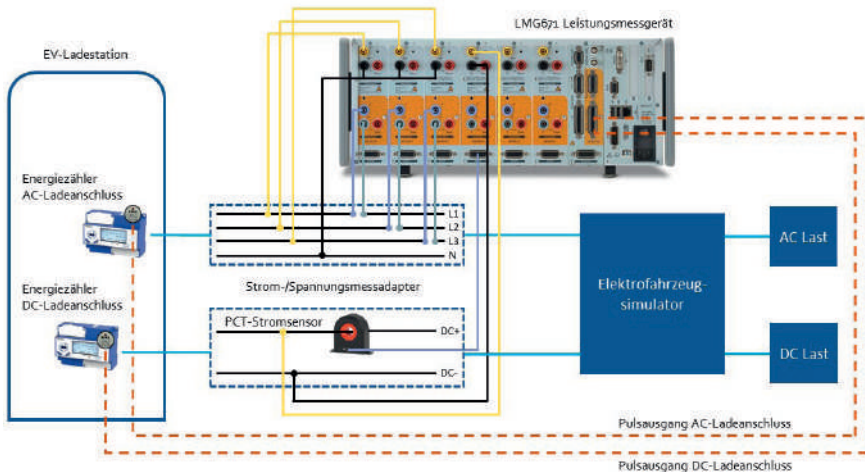 LMG671 Leistungsmessgerät
EV-Ladestation
Energiezähler
AC-Ladeanschluss
L1
L2
L3
N
Energiezähler
DC-Ladeanschluss
Strom-/Spannungsmessadapter
PCT-Stromsensor
DC+
DC-
Elektrofahrzeug-
simulator
AC Last
DC Last
Pulsausgang AC-Ladeanschluss
Pulsausgang DC-Ladeanschluss